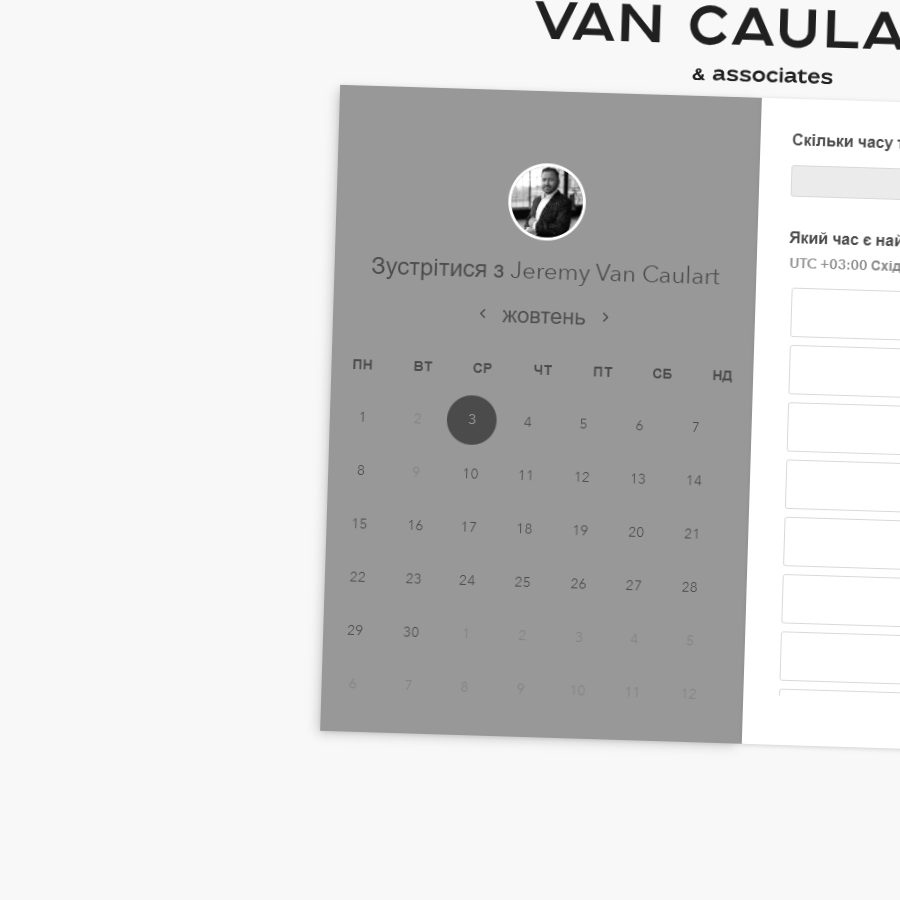 VAN CAULA
& associates
Зустрітися з Jeremy Van Caulart
жовтень
ПН ВТ СР ЧТ ПТ СБ НД
1 2 3 4 5 6 7
8 9 10 11 12 13 14
15 16 17 18 19 20 21
22 23 24 25 26 27 28
29 30 1 2 3 4 5
6 7 8 9 10 11 12
Скільки часу
Який час є най
UTC +03:00 Схід